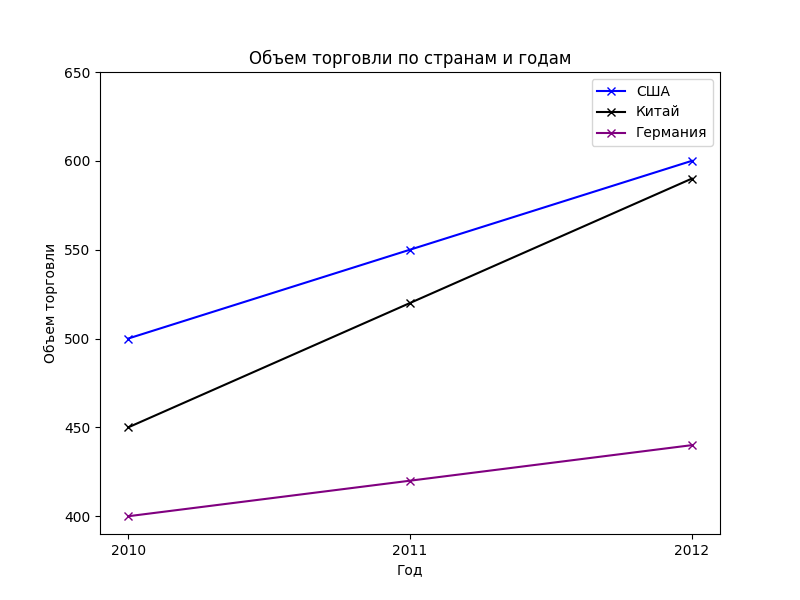 Объем торговли по странам и годам
650
600
550
500
450
400
Объем торговли
США
Китай
Германия
2010
2011
2012
Год